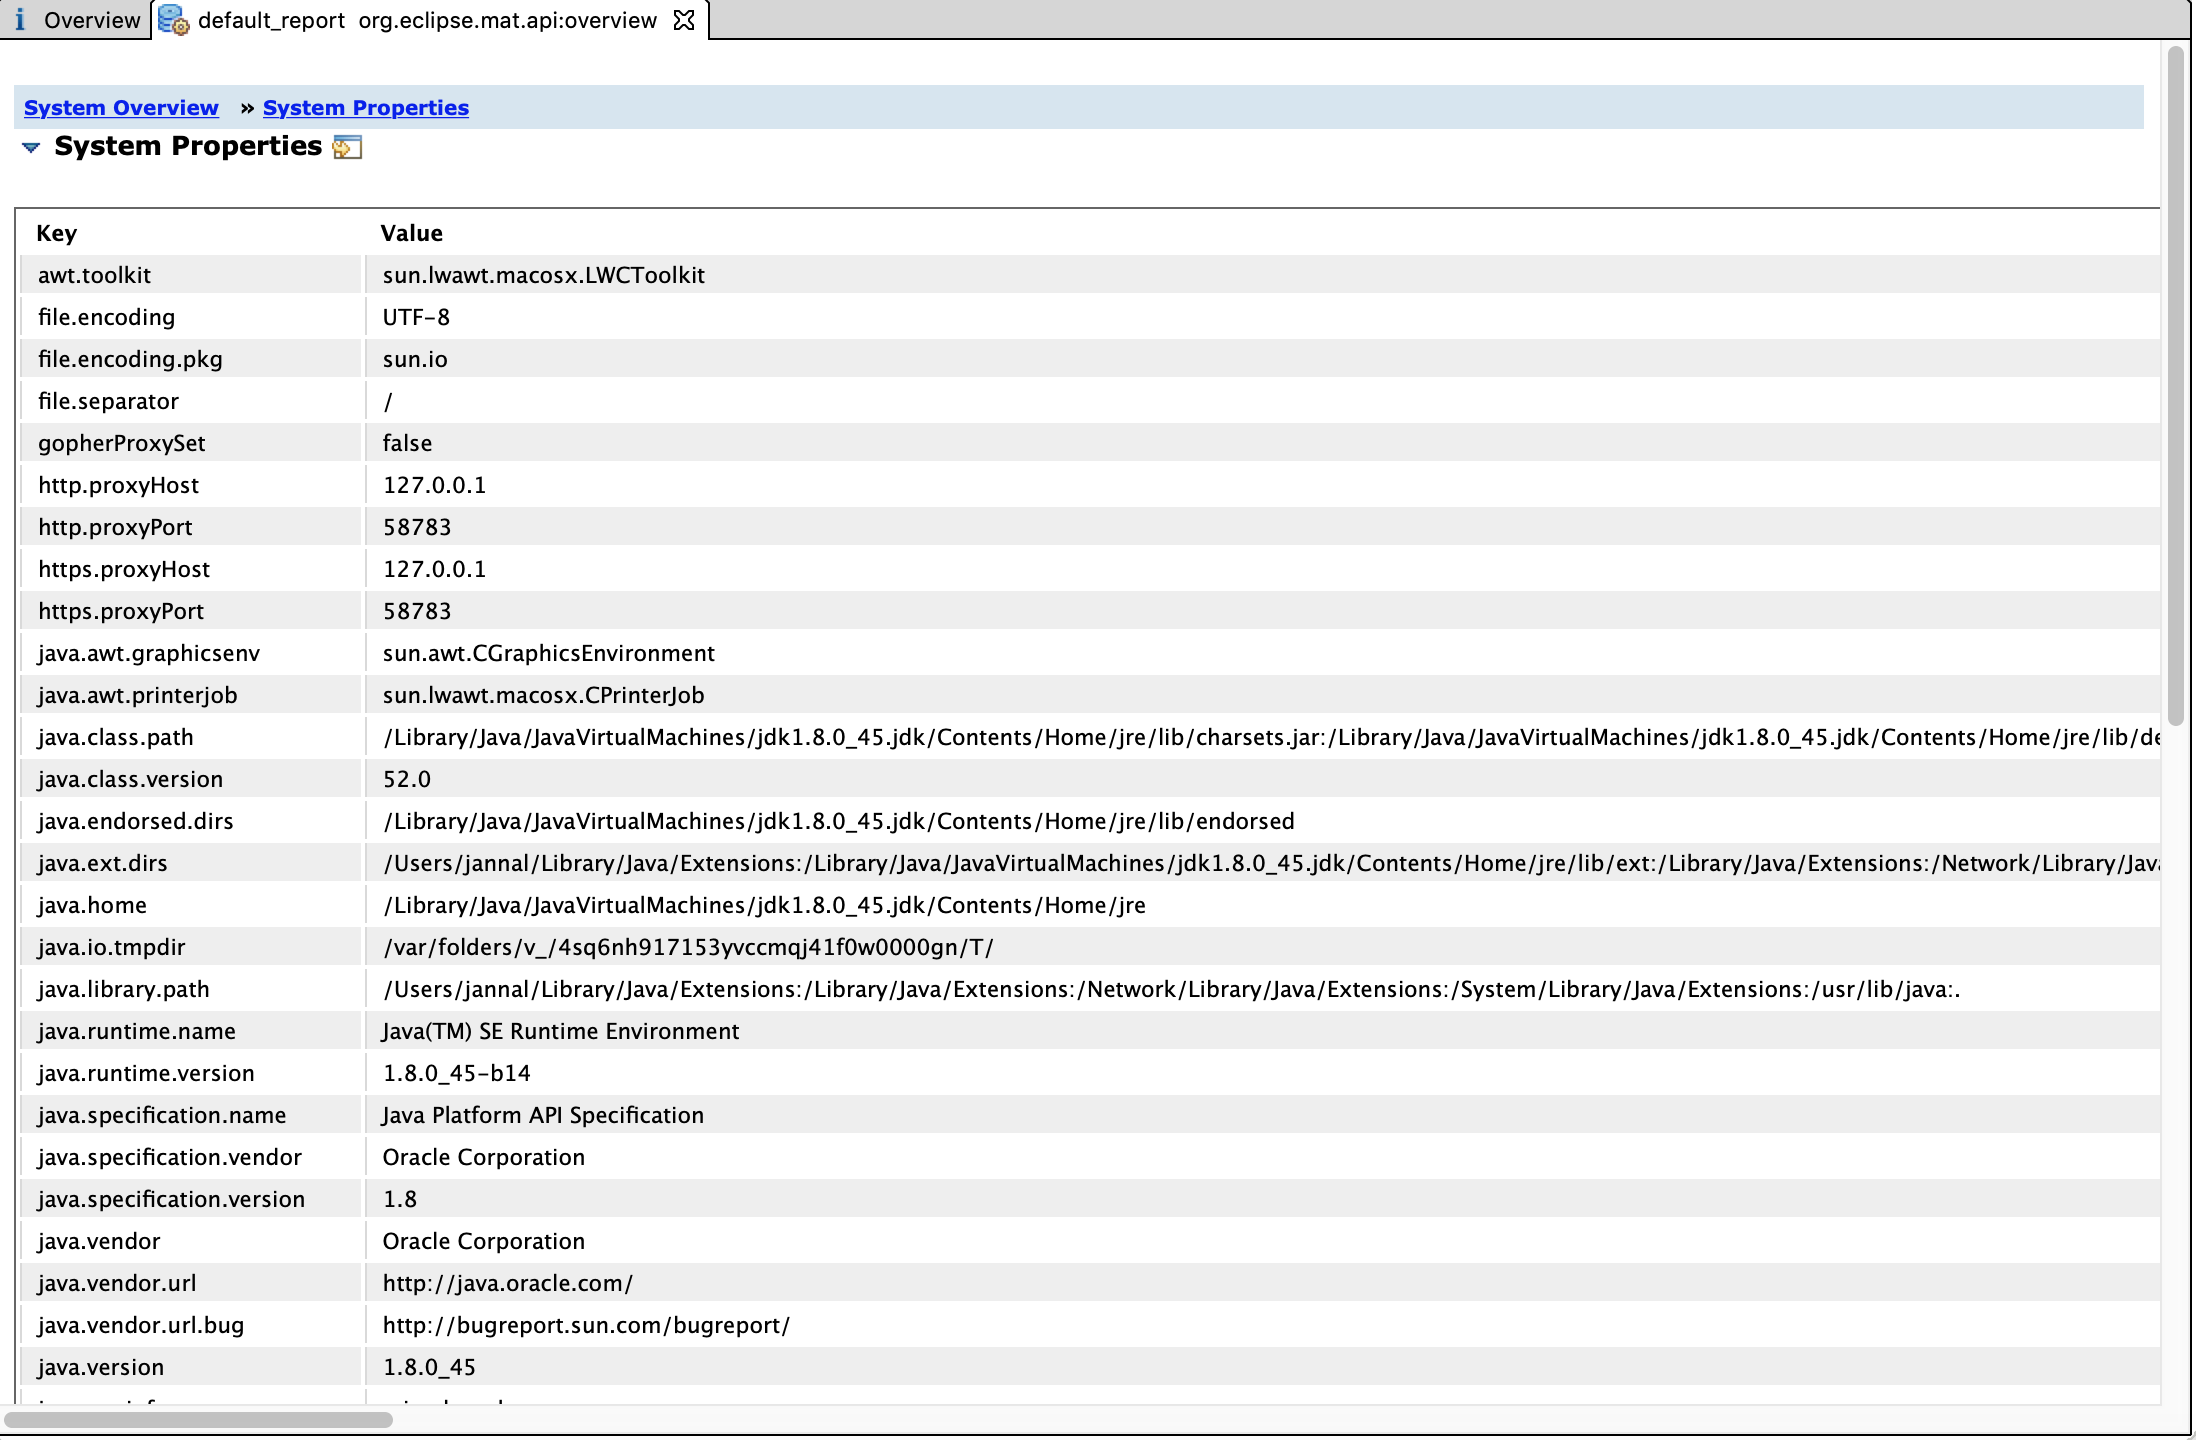 Overview default_report org.eclipse.mat.api:overview
System Overview » System Properties
System Properties
Key Value
awt.toolkit sun.lwawt.macosx.LWCToolkit
file.encoding UTF-8
file.encoding.pkg sun.io
file.separator /
gopherProxySet false
http.proxyHost 127.0.0.1
http.proxyPort 58783
https.proxyHost 127.0.0.1
https.proxyPort 58783
java.awt.graphicsenv sun.awt.CGraphicsEnvironment
java.awt.printerjob sun.lwawt.macosx.CPrinterJob
java.class.path /Library/Java/JavaVirtualMachines/jdk1.8.0_45.jdk/Contents/Home/jre/lib/charsets.jar:/Library/Java/JavaVirtualMachines/jdk1.8.0_45.jdk/Contents/Home/jre/lib/de
java.class.version 52.0
java.endorsed.dirs /Library/Java/JavaVirtualMachines/jdk1.8.0_45.jdk/Contents/Home/jre/lib/endorsed
java.ext.dirs /Users/jannal/Library/Java/Extensions:/Library/Java/JavaVirtualMachines/jdk1.8.0_45.jdk/Contents/Home/jre/lib/ext:/Library/Java/Extensions:/Network/Library/Java
java.home /Library/Java/JavaVirtualMachines/jdk1.8.0_45.jdk/Contents/Home/jre
java.io.tmpdir /var/folders/v_/4sq6nh917153yvccmqj41f0w0000gn/T/
java.library.path /Users/jannal/Library/Java/Extensions:/Library/Java/Extensions:/Network/Library/Java/Extensions:/System/Library/Java/Extensions:/usr/lib/java:.
java.runtime.name Java(TM) SE Runtime Environment
java.runtime.version 1.8.0_45-b14
java.specification.name Java Platform API Specification
java.specification.vendor Oracle Corporation
java.specification.version 1.8
java.vendor Oracle Corporation
java.vendor.url http://java.oracle.com/
java.vendor.url.bug http://bugreport.sun.com/bugreport/
java.version 1.8.0_45